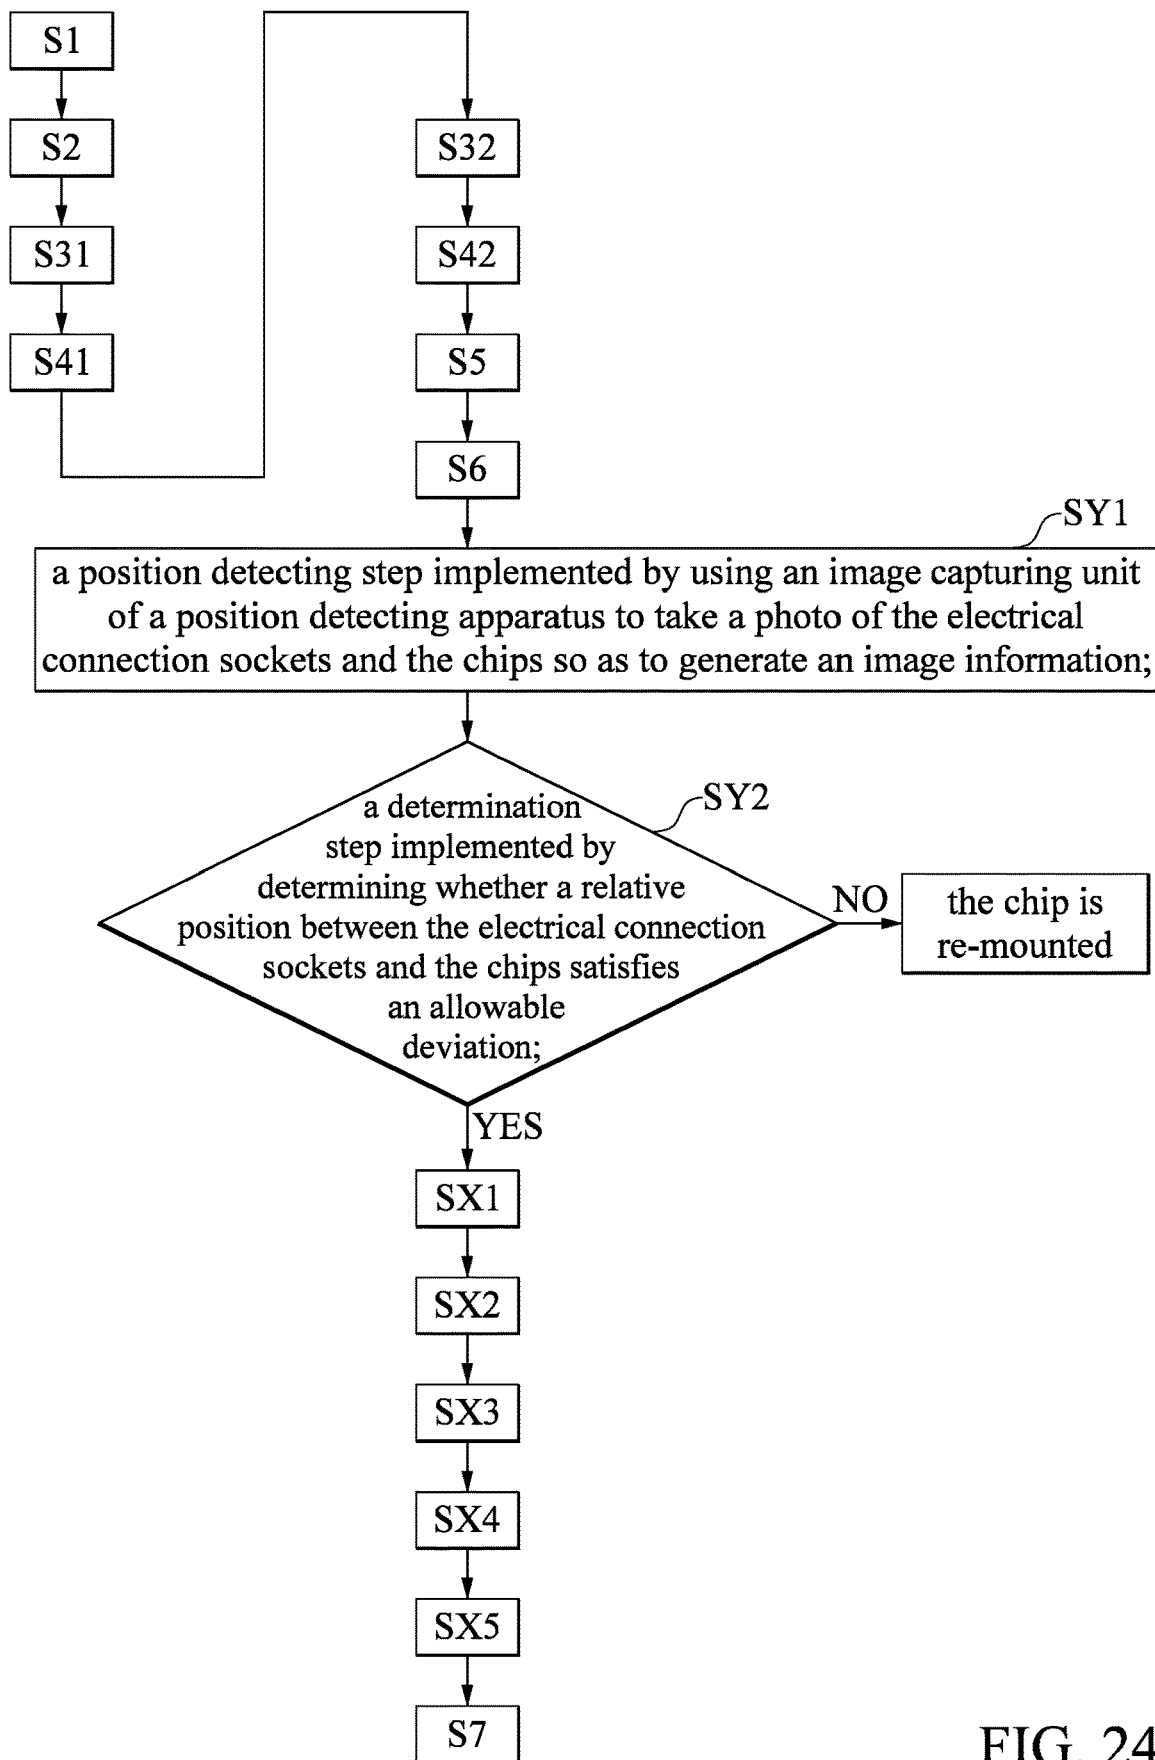 S1
S2
S31
S41
S32
S42
S5
S6
SY1
a position detecting step implemented by using an image capturing unit
of a position detecting apparatus to take a photo of the electrical
connection sockets and the chips so as to generate an image information;
SY2
a determination
step implemented by
determining whether a relative
position between the electrical connection
sockets and the chips satisfies
an allowable
deviation;
NO
the chip is
re-mounted
YES
SX1
SX2
SX3
SX4
SX5
S7
FIG. 24